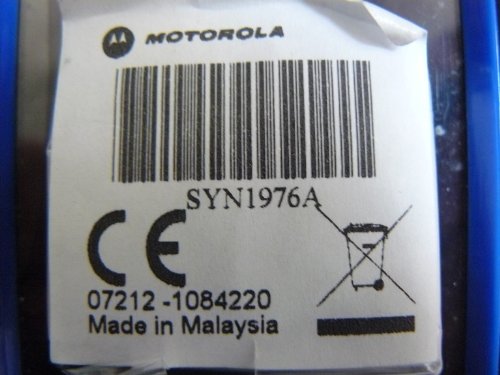 MOTOROLA
SYN1976A
CE
07212 -1084220
Made in Malaysia